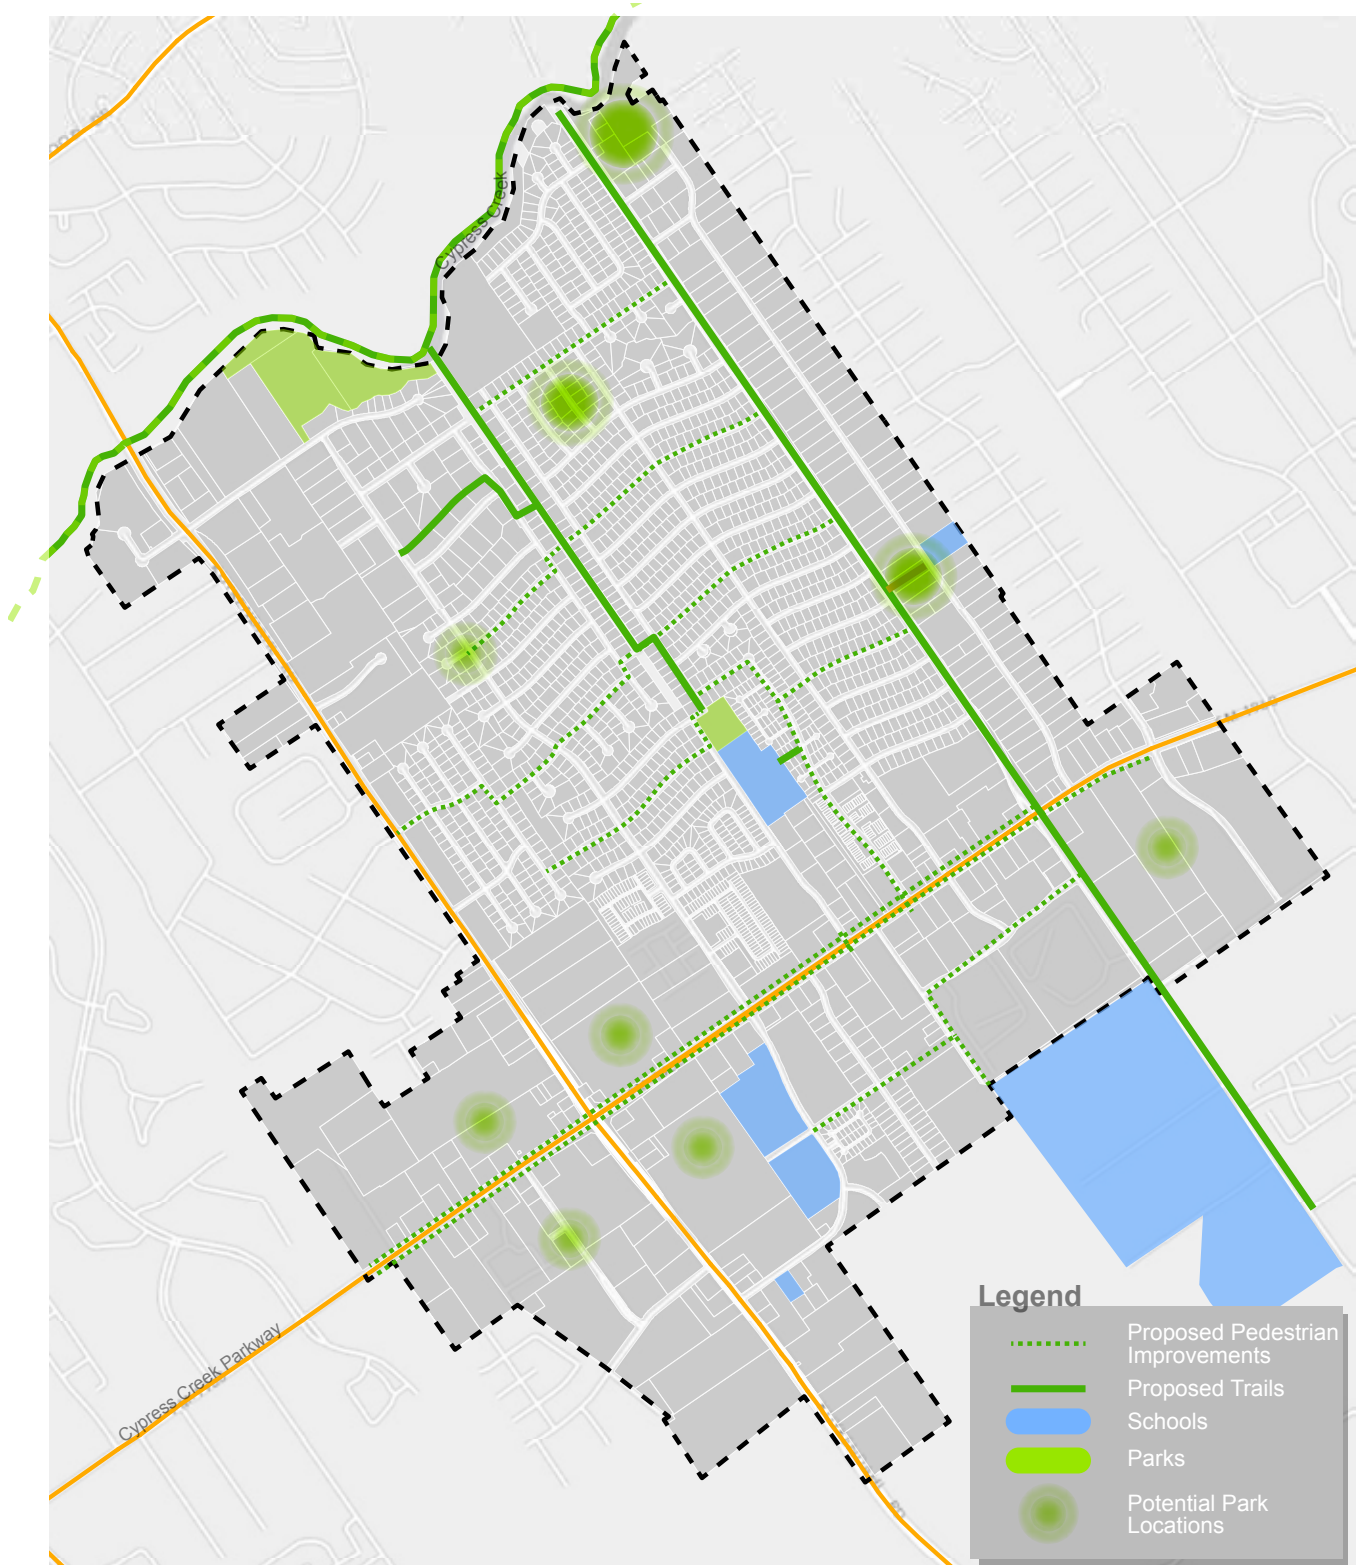 Cypress Creek
Cypress Creek Parkway
Legend
Proposed Pedestrian
Improvements
Proposed Trails
Schools
Parks
Potential Park
Locations